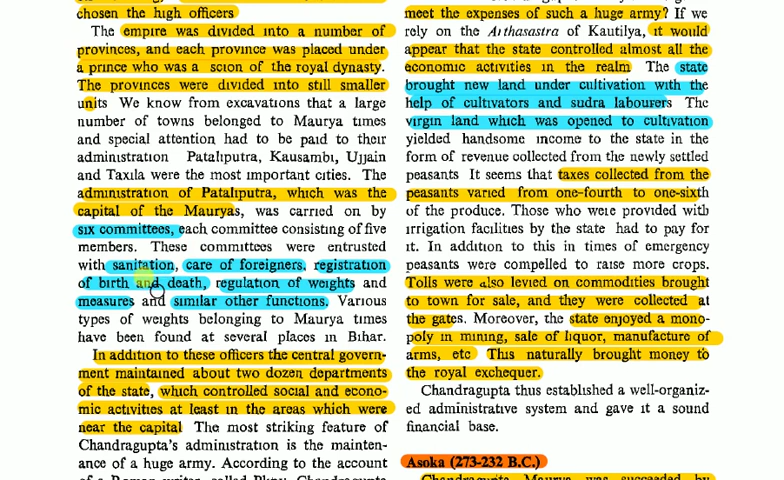 chosen the high officers
The empire was divided into a number of
provinces, and each province was placed under
a prince who was a scion of the royal dynasty.
The provinces were divided into still smaller
units We know from excavations that a large
number of towns belonged to Maurya times
and special attention had to be paid to their
administration Pataliputra, Kausambi, Ujjain
and Taxila were the most important cities. The
administration of Pataliputra, which was the
capital of the Mauryas, was carried on by
six committees, each committee consisting of five
members. These committees were entrusted
with sanitation, care of foreigners, registration
of birth and death, regulation of weights and
measures and similar other functions. Various
types of weights belonging to Maurya times
have been found at several places in Bihar.
In addition to these officers the central govern-
ment maintained about two dozen departments
of the state, which controlled social and econo-
mic activities at least in the areas which were
near the capital The most striking feature of
Chandragupta's administration is the mainten-
ance of a huge army. According to the account
of a Roman writer, called Pliny, Chandragupta
meet the expenses of such a huge army? If we
rely on the Arthasastra of Kautilya, it would
appear that the state controlled almost all the
economic activities in the realm The state
brought new land under cultivation with the
help of cultivators and sudra labourers The
virgin land which was opened to cultivation
yielded handsome income to the state in the
form of revenue collected from the newly settled
peasants It seems that taxes collected from the
peasants varied from one-fourth to one-sixth
of the produce. Those who were provided with
irrigation facilities by the state had to pay for
it. In addition to this in times of emergency
peasants were compelled to raise more crops.
Tolls were also levied on commodities brought
to town for sale, and they were collected at
the gates. Moreover, the state enjoyed a mono-
poly in mining, sale of liquor, manufacture of
arms, etc This naturally brought money to
the royal exchequer.
Chandragupta thus established a well-organiz-
ed administrative system and gave it a sound
financial base.
Asoka (273-232 B.C.)
Chandragupta Maurya was succeeded by